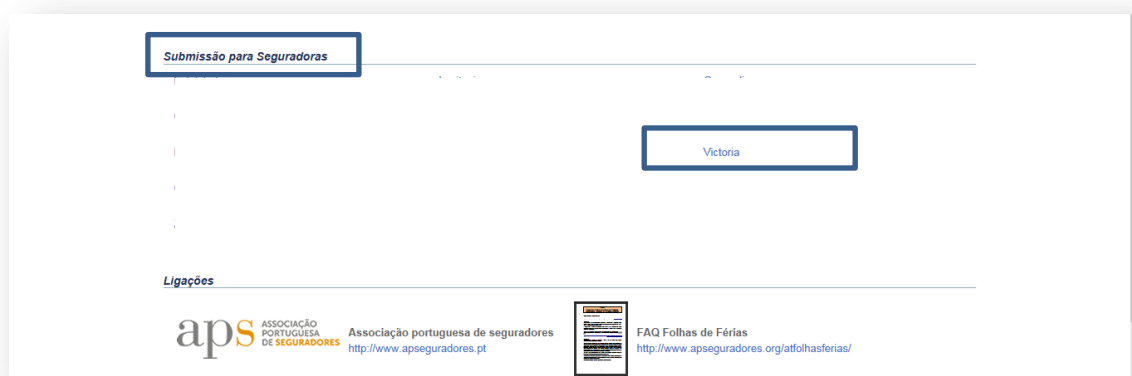 Submissão para Seguradoras
Victoria
Ligações
aps ASSOCIAÇÃO
PORTUGUESA
DE SEGURADORES
Associação portuguesa de seguradores
http://www.apseguradores.pt
FAQ Folhas de Férias
http://www.apseguradores.org/atfolhasferias/